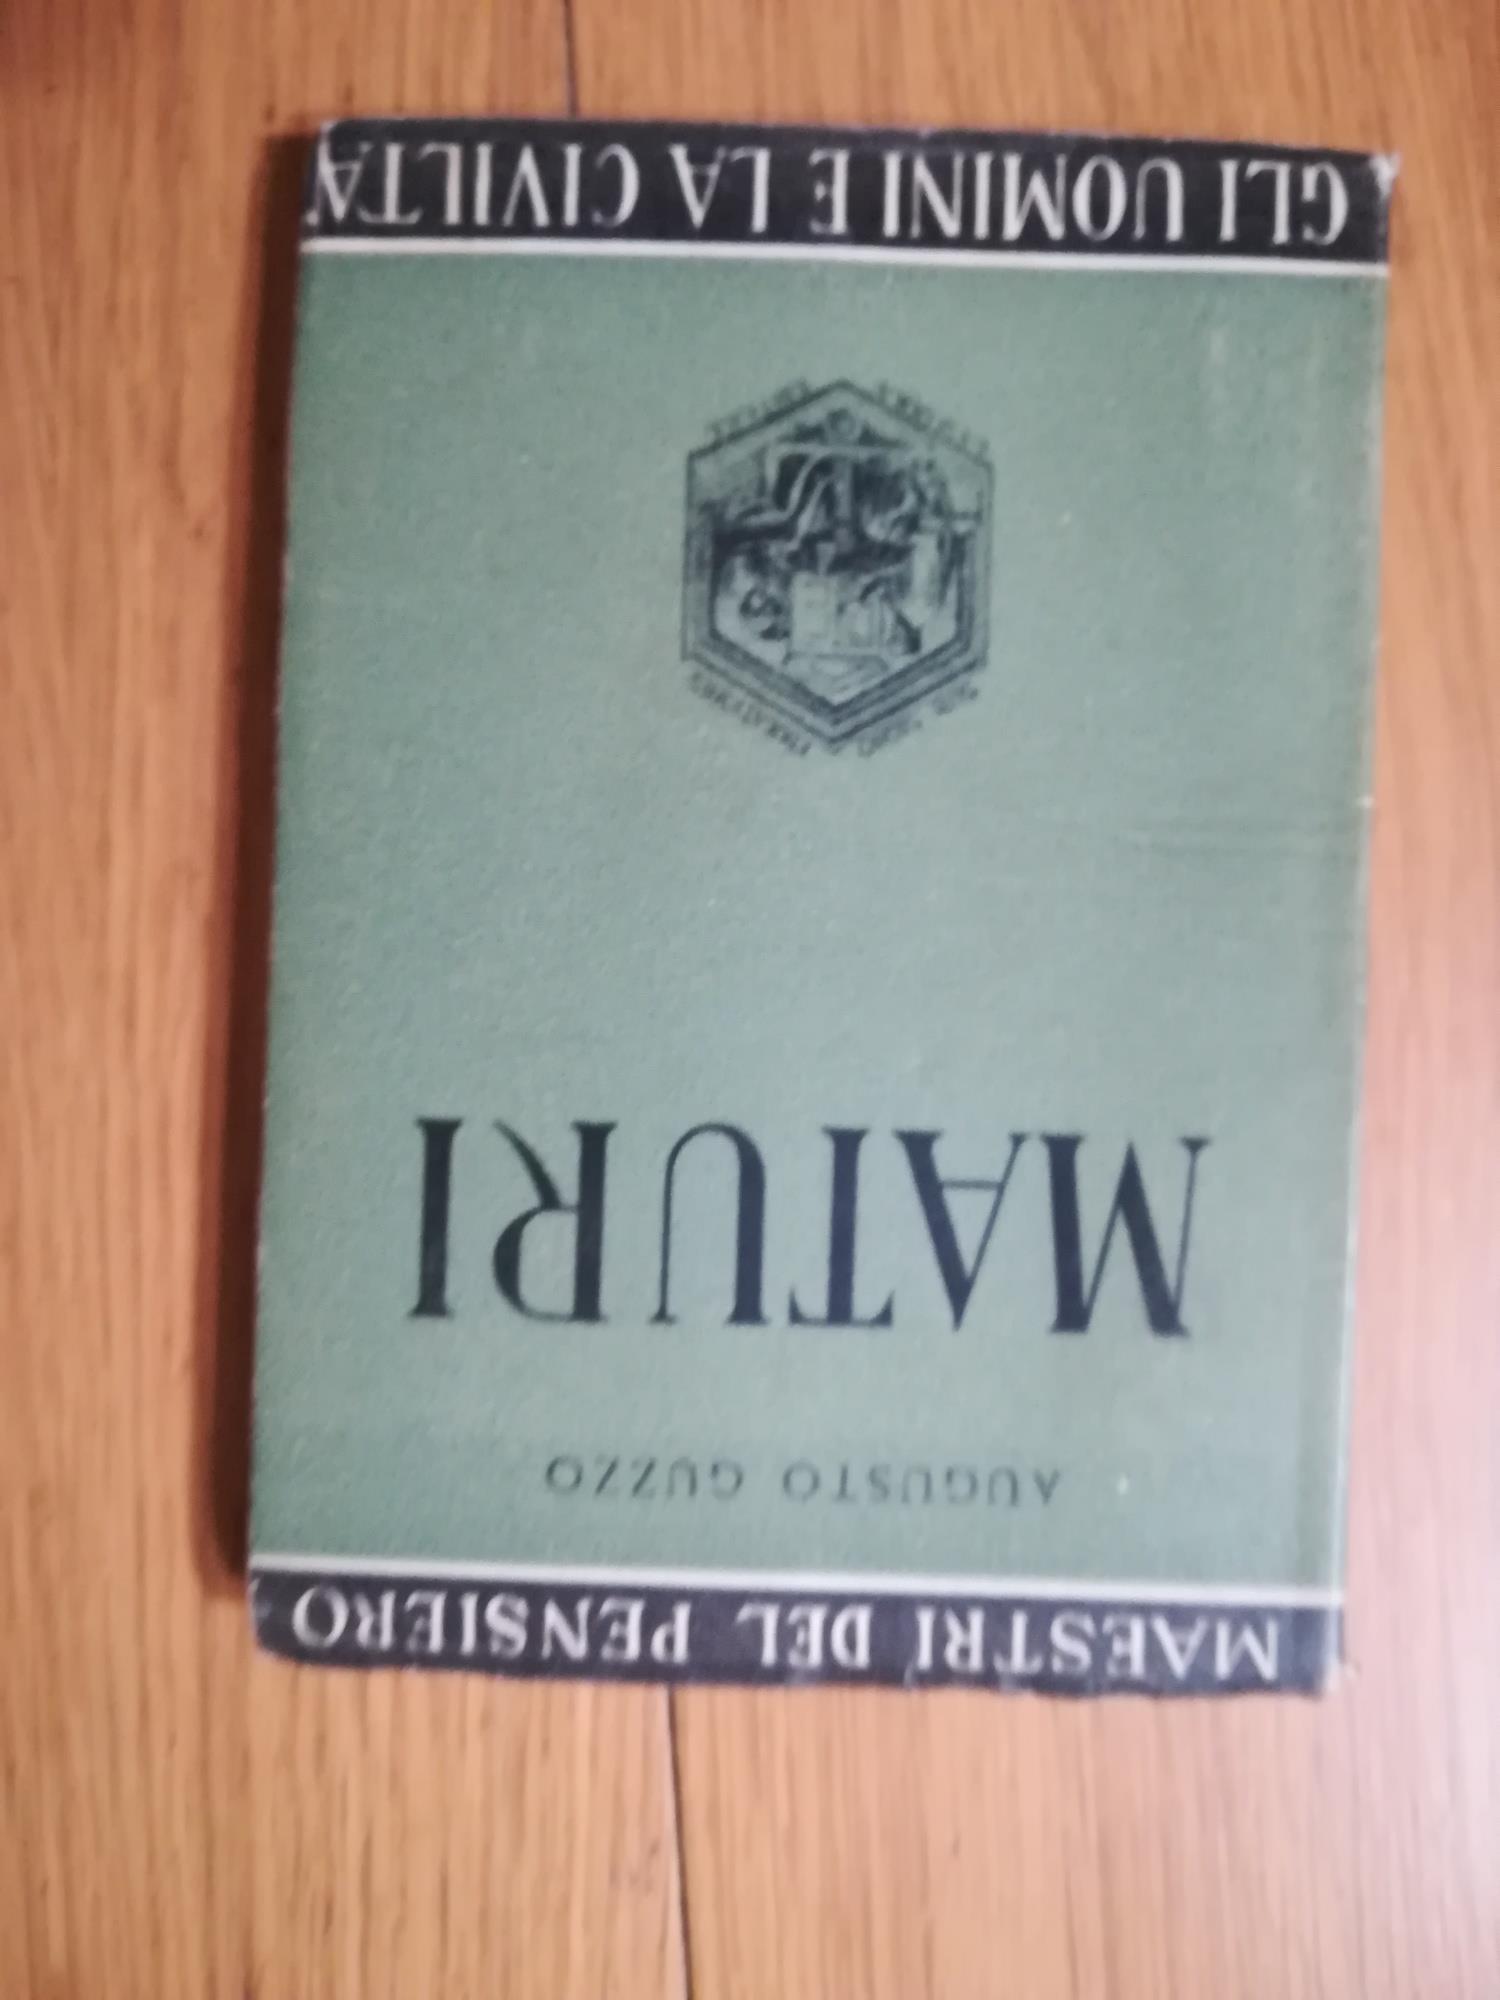 MAESTRI DEL PENSIERO
AUGUSTO GUZZO
MATURI
GLI UOMINI E LA CIVILTÀ